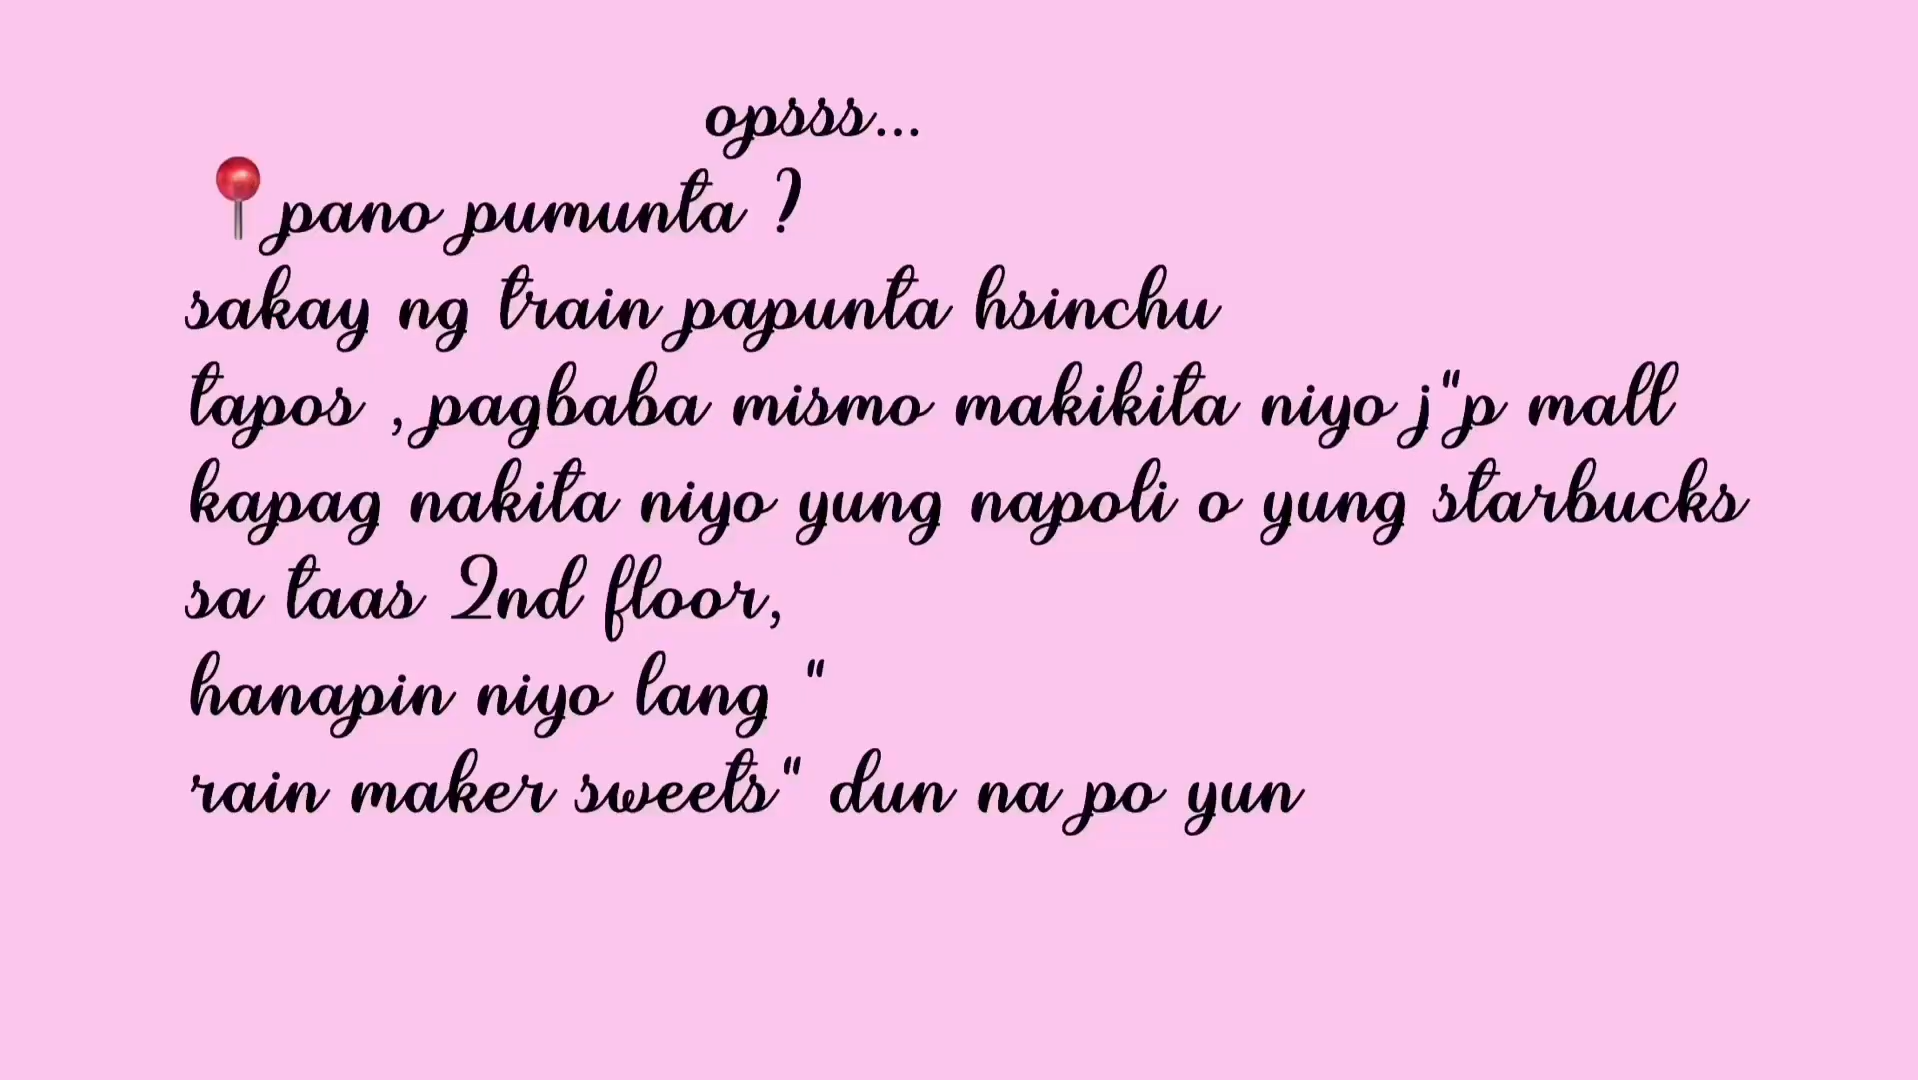 opsss...
📍pano pumunta ?
sakay ng train papunta hsinchu
tapos , pagbaba mismo makikita niyo j"p mall
kapag nakita niyo yung napoli o yung starbucks
sa taas 2nd floor,
hanapin niyo lang "
rain maker sweets" dun na po yun